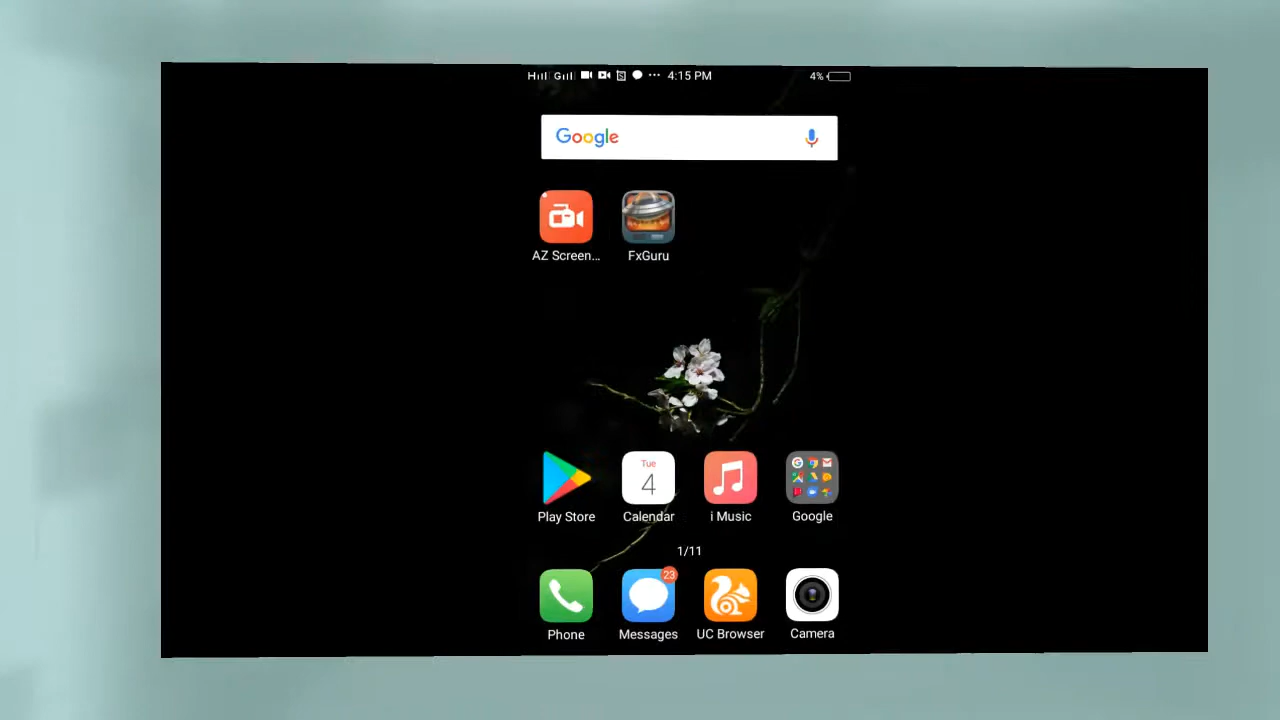 4:15 PM 4%
Google
AZ Screen... FxGuru
Tue
4
Play Store Calendar i Music Google
1/11
23
Phone Messages UC Browser Camera